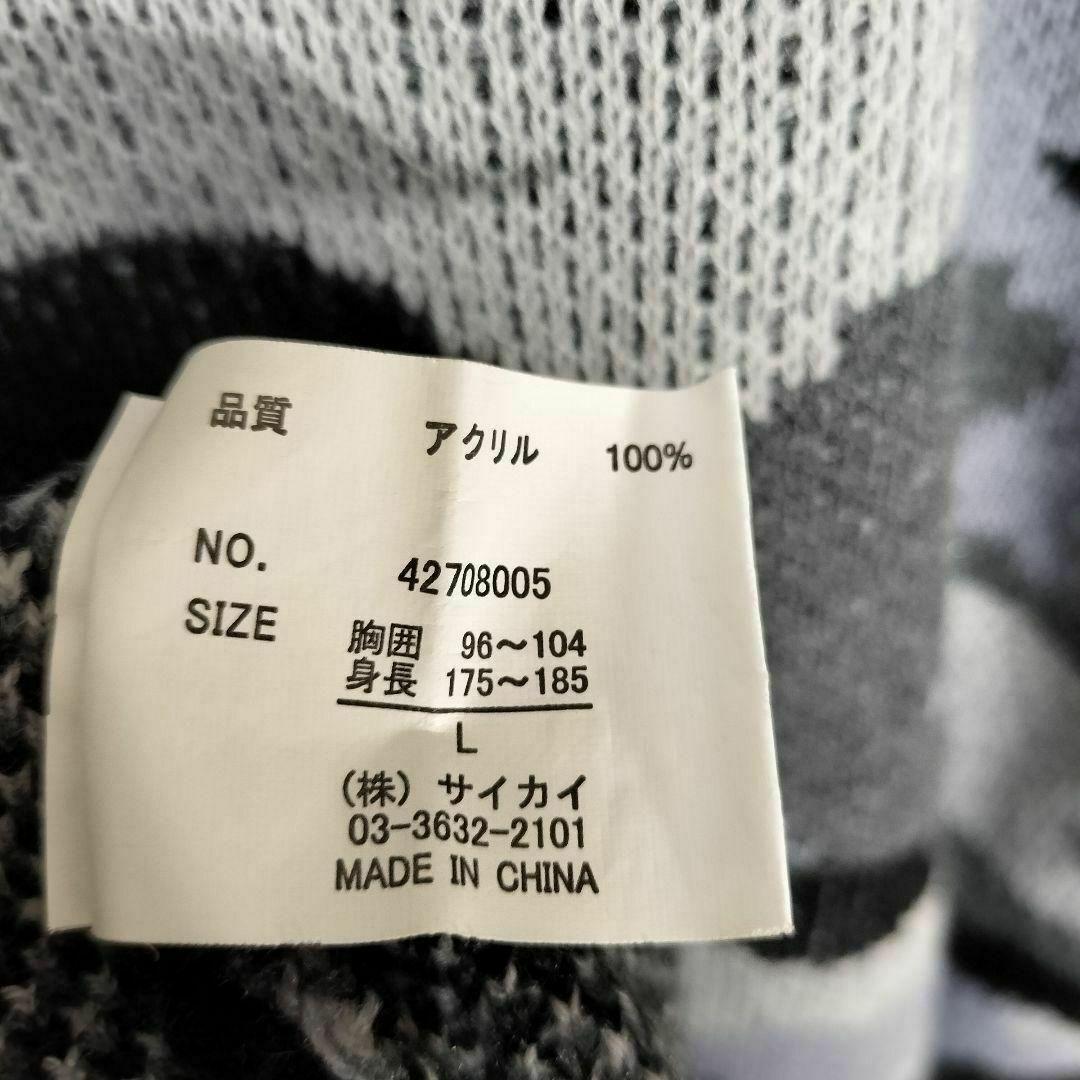 品質 アクリル 100%
NO. 42708005
SIZE 胸囲 96〜104
身長 175〜185
L
(株) サイカイ
03-3632-2101
MADE IN CHINA